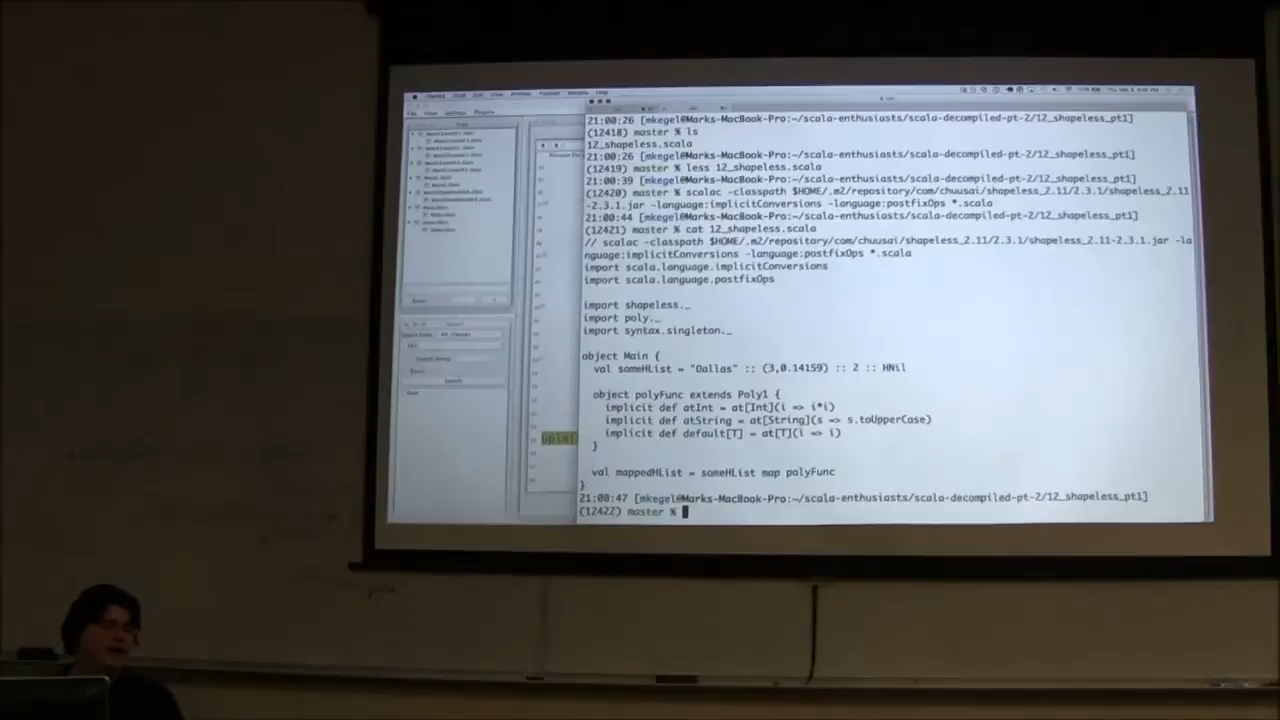 21:00:26 [mkegel@Marks-MacBook-Pro:~/scala-enthusiasts/scala-decompiled-pt-2/12_shapeless_pt1]
(12418) master % ls
12_shapeless.scala
21:00:26 [mkegel@Marks-MacBook-Pro:~/scala-enthusiasts/scala-decompiled-pt-2/12_shapeless_pt1]
(12419) master % less 12_shapeless.scala
21:00:39 [mkegel@Marks-MacBook-Pro:~/scala-enthusiasts/scala-decompiled-pt-2/12_shapeless_pt1]
(12420) master % scalac -classpath $HOME/.m2/repository/com/chuusai/shapeless_2.11/2.3.1/shapeless_2.11
-2.3.1.jar -language:implicitConversions -language:postfixOps *.scala
21:00:44 [mkegel@Marks-MacBook-Pro:~/scala-enthusiasts/scala-decompiled-pt-2/12_shapeless_pt1]
(12421) master % cat 12_shapeless.scala
// scalac -classpath $HOME/.m2/repository/com/chuusai/shapeless_2.11/2.3.1/shapeless_2.11-2.3.1.jar -la
nguage:implicitConversions -language:postfixOps *.scala
import scala.language.implicitConversions
import scala.language.postfixOps
import shapeless._
import poly._
import syntax.singleton._
object Main {
val someHList = "Dallas" :: (3,0.14159) :: 2 :: HNil
object polyFunc extends Poly1 {
implicit def atInt = at[Int](i => i*i)
implicit def atString = at[String](s => s.toUpperCase)
implicit def default[T] = at[T](i => i)
}
val mappedHList = someHList map polyFunc
}
21:00:47 [mkegel@Marks-MacBook-Pro:~/scala-enthusiasts/scala-decompiled-pt-2/12_shapeless_pt1]
(12422) master %